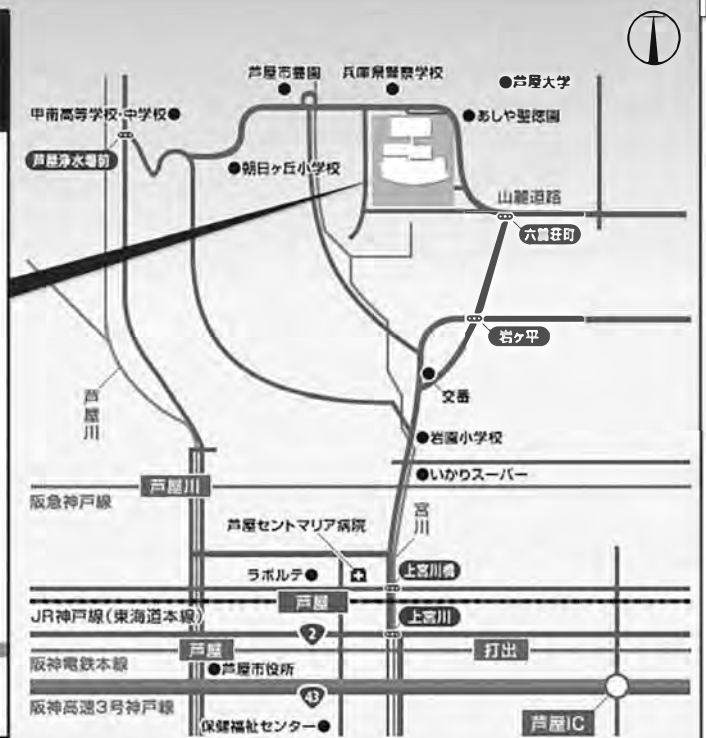 芦屋市霊園
兵庫県警察学校
●芦屋大学
甲南高等学校・中学校●
●あしや聖徳園
芦屋浄水場前
●朝日ヶ丘小学校
山麓道路
六麓荘町
岩ヶ平
交番
芦屋川
●岩園小学校
●いかりスーパー
芦屋川
阪急神戸線
宮川
芦屋セントマリア病院
ラポルテ●
上宮川橋
芦屋
JR神戸線(東海道本線)
上宮川
2
芦屋
打出
阪神電鉄本線
●芦屋市役所
43
阪神高速3号神戸線
保健福祉センター●
芦屋IC